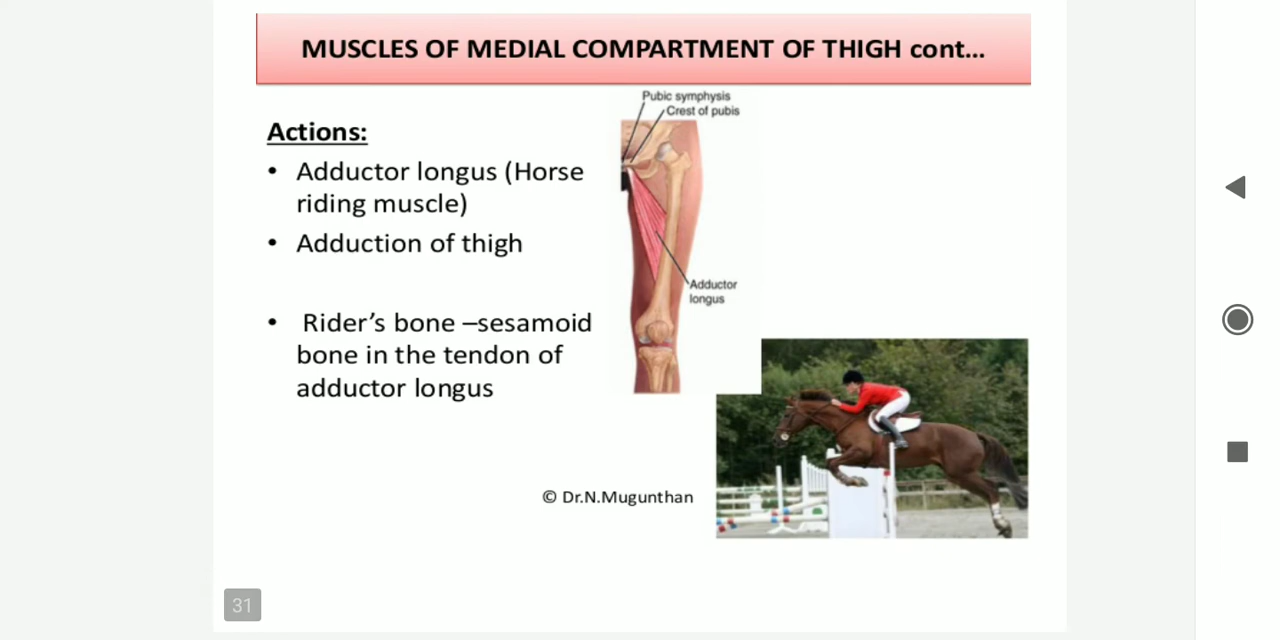 MUSCLES OF MEDIAL COMPARTMENT OF THIGH cont...
Pubic symphysis
Crest of pubis
Actions:
• Adductor longus (Horse
riding muscle)
• Adduction of thigh
Adductor
longus
• Rider's bone –sesamoid
bone in the tendon of
adductor longus
© Dr.N.Mugunthan
31